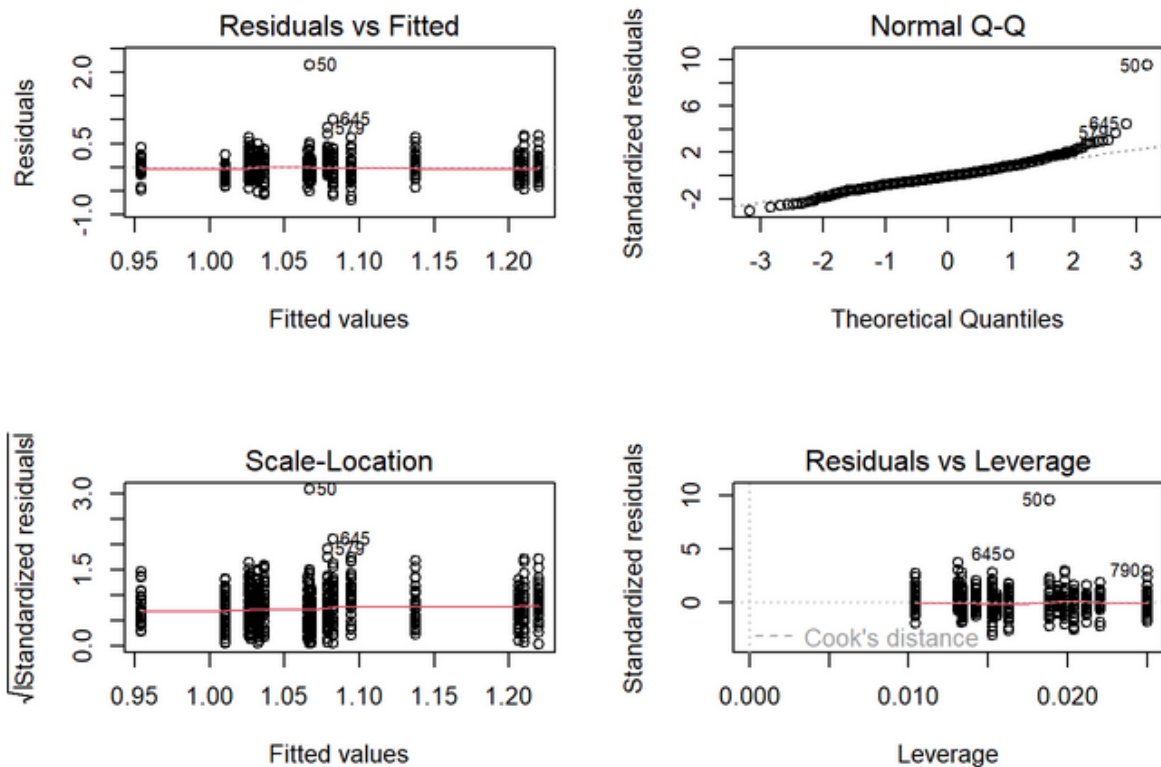 Residuals vs Fitted
Residuals
2.0
0.5
-1.0
50
645
579
0.95 1.00 1.05 1.10 1.15 1.20
Fitted values
Normal Q-Q
Standardized residuals
10
6
2
-2
50
645
579
-3 -2 -1 0 1 2 3
Theoretical Quantiles
Scale-Location
√|Standardized residuals|
3.0
1.5
0.0
50
645
579
0.95 1.00 1.05 1.10 1.15 1.20
Fitted values
Residuals vs Leverage
Standardized residuals
10
5
0
50
645
790
Cook's distance
0.000 0.010 0.020
Leverage